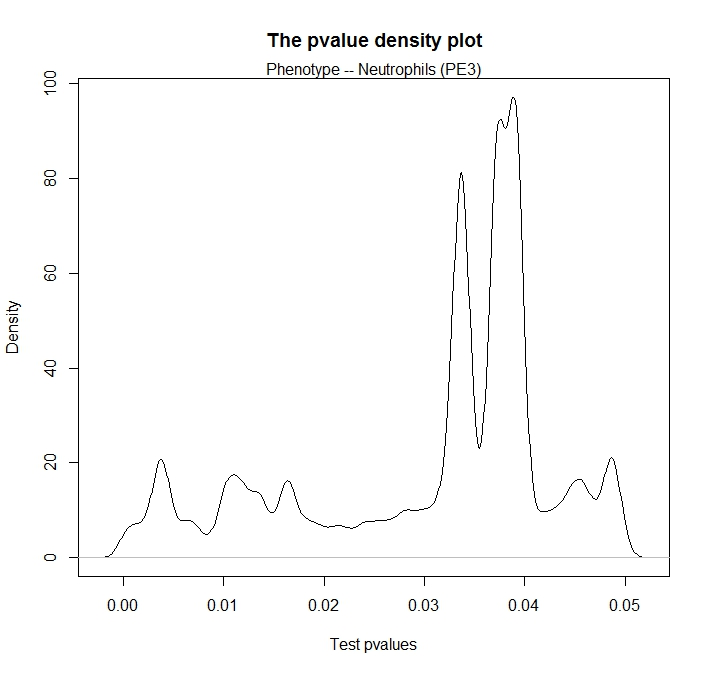 The pvalue density plot
Phenotype -- Neutrophils (PE3)
100
80
60
40
20
0
Density
0.00 0.01 0.02 0.03 0.04 0.05
Test pvalues